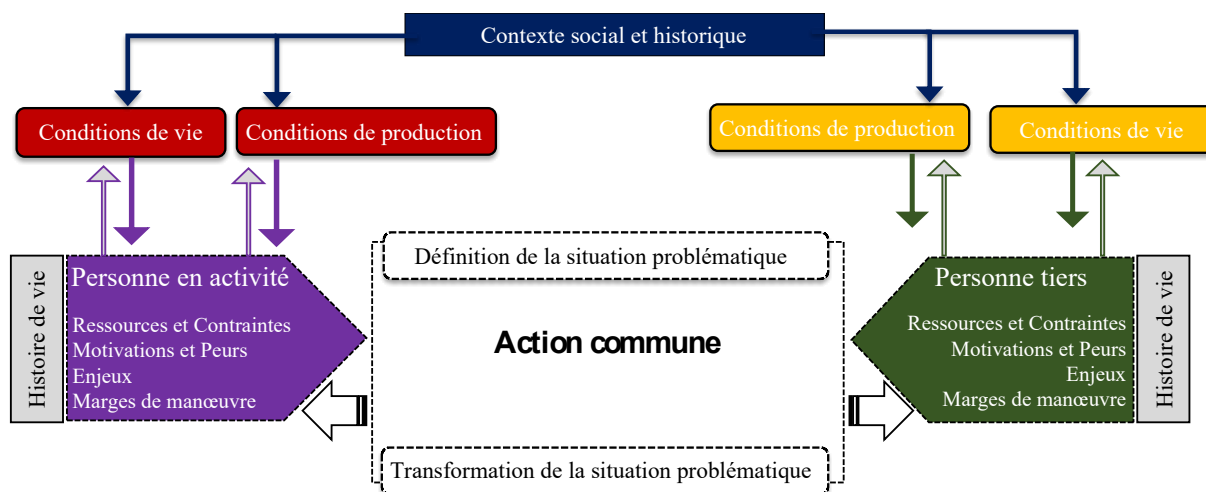 Contexte social et historique
Conditions de vie
Conditions de production
Conditions de production
Conditions de vie
Histoire de vie
Personne en activité
Ressources et Contraintes
Motivations et Peurs
Enjeux
Marges de manœuvre
Définition de la situation problématique
Action commune
Transformation de la situation problématique
Personne tiers
Ressources et Contraintes
Motivations et Peurs
Enjeux
Marges de manœuvre
Histoire de vie